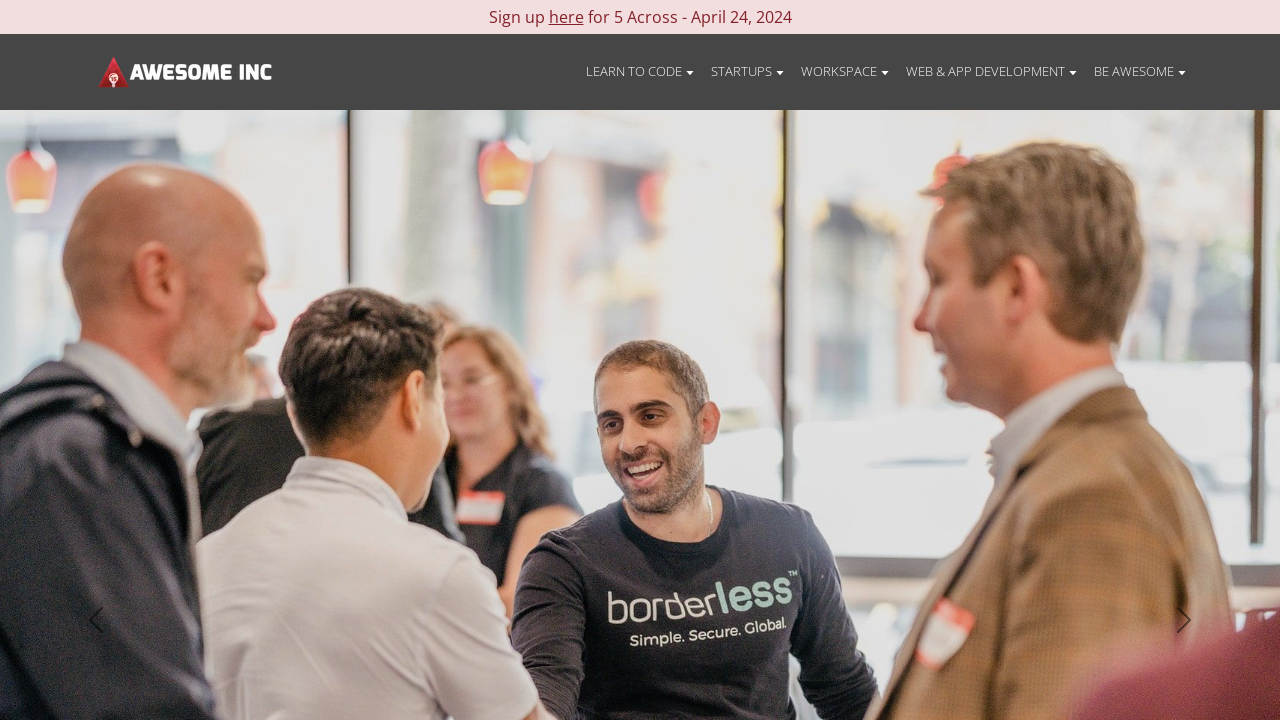 Sign up here for 5 Across - April 24, 2024
AWESOME INC
LEARN TO CODE
STARTUPS
WORKSPACE
WEB & APP DEVELOPMENT
BE AWESOME
borderless™
Simple. Secure. Global.